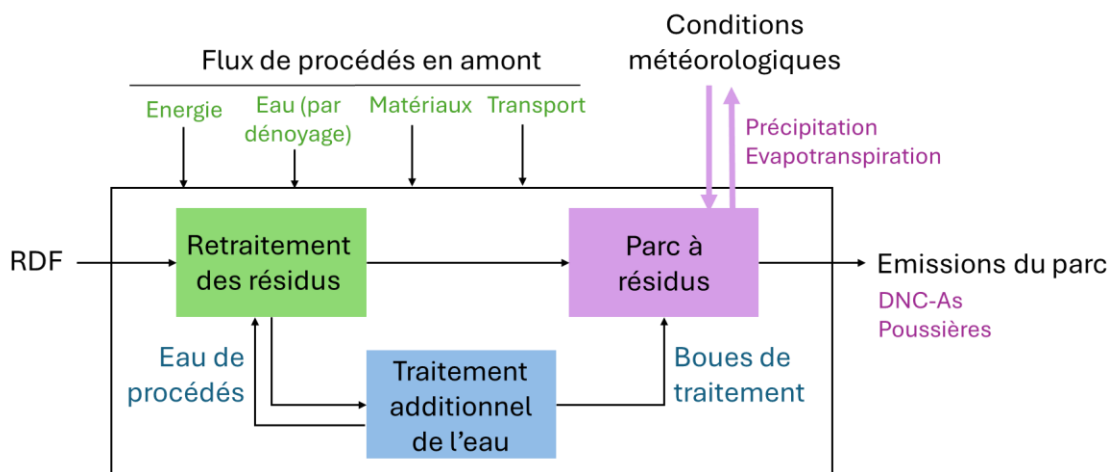 Conditions
météorologiques
Flux de procédés en amont
Energie
Eau (par
dénoyage)
Matériaux
Transport
Précipitation
Evapotranspiration
RDF
Retraitement
des résidus
Parc à
résidus
Emissions du parc
DNC-As
Poussières
Eau de
procédés
Traitement
additionnel
de l'eau
Boues de
traitement